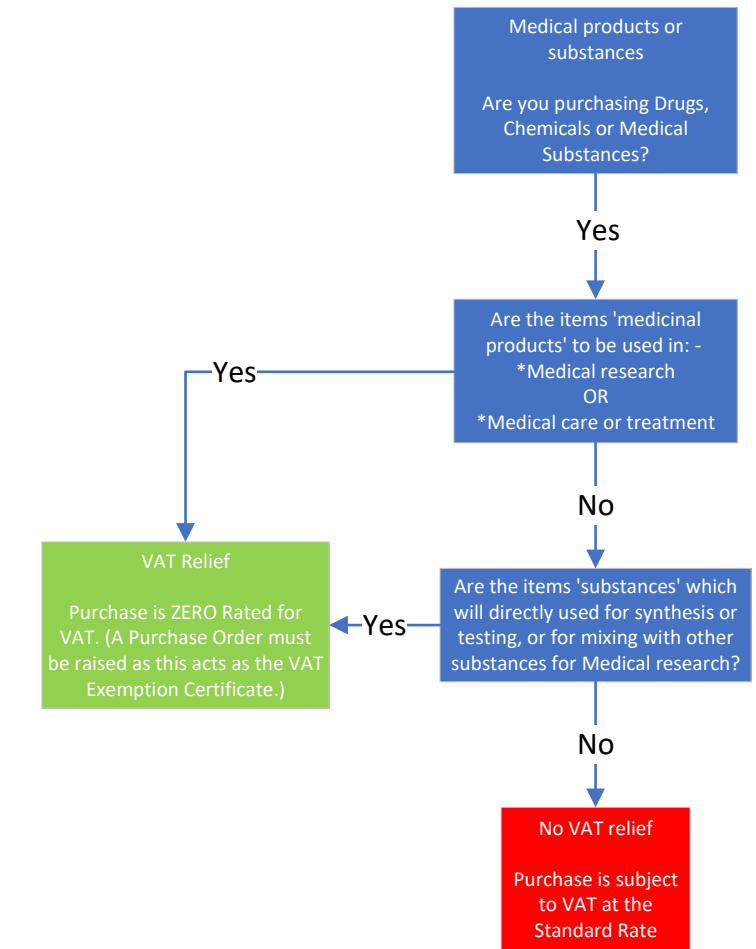 Medical products or
substances
Are you purchasing Drugs,
Chemicals or Medical
Substances?
Yes
Are the items 'medicinal
products' to be used in: -
*Medical research
OR
*Medical care or treatment
Yes
No
VAT Relief
Purchase is ZERO Rated for
VAT. (A Purchase Order must
be raised as this acts as the VAT
Exemption Certificate.)
Yes
Are the items 'substances' which
will directly used for synthesis or
testing, or for mixing with other
substances for Medical research?
No
No VAT relief
Purchase is subject
to VAT at the
Standard Rate